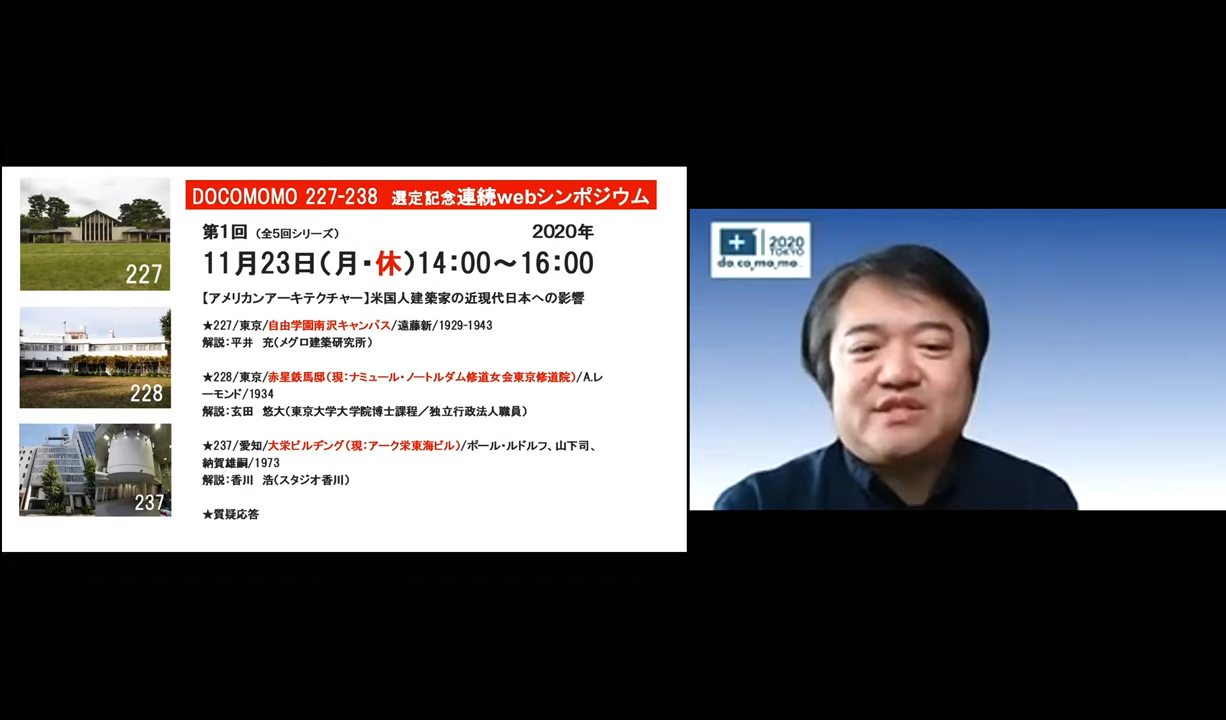 DOCOMOMO 227-238 選定記念連続webシンポジウム
第1回 (全5回シリーズ) 2020年
11月23日(月・休)14:00～16:00
【アメリカンアーキテクチャー】米国人建築家の近現代日本への影響
★227/東京/自由学園南沢キャンパス/遠藤新/1929-1943
解説：平井 充(メグロ建築研究所)
★228/東京/赤星鉄馬邸(現：ナミュール・ノートルダム修道女会東京修道院)/A.レ
ーモンド/1934
解説：玄田 悠大(東京大学大学院博士課程／独立行政法人職員)
★237/愛知/大栄ビルヂング(現：アーク栄東海ビル)/ポール・ルドルフ、山下司、
納賀雄嗣/1973
解説：香川 浩(スタジオ香川)
★質疑応答
227
228
237
2020
TOKYO
do.co,mo.mo_